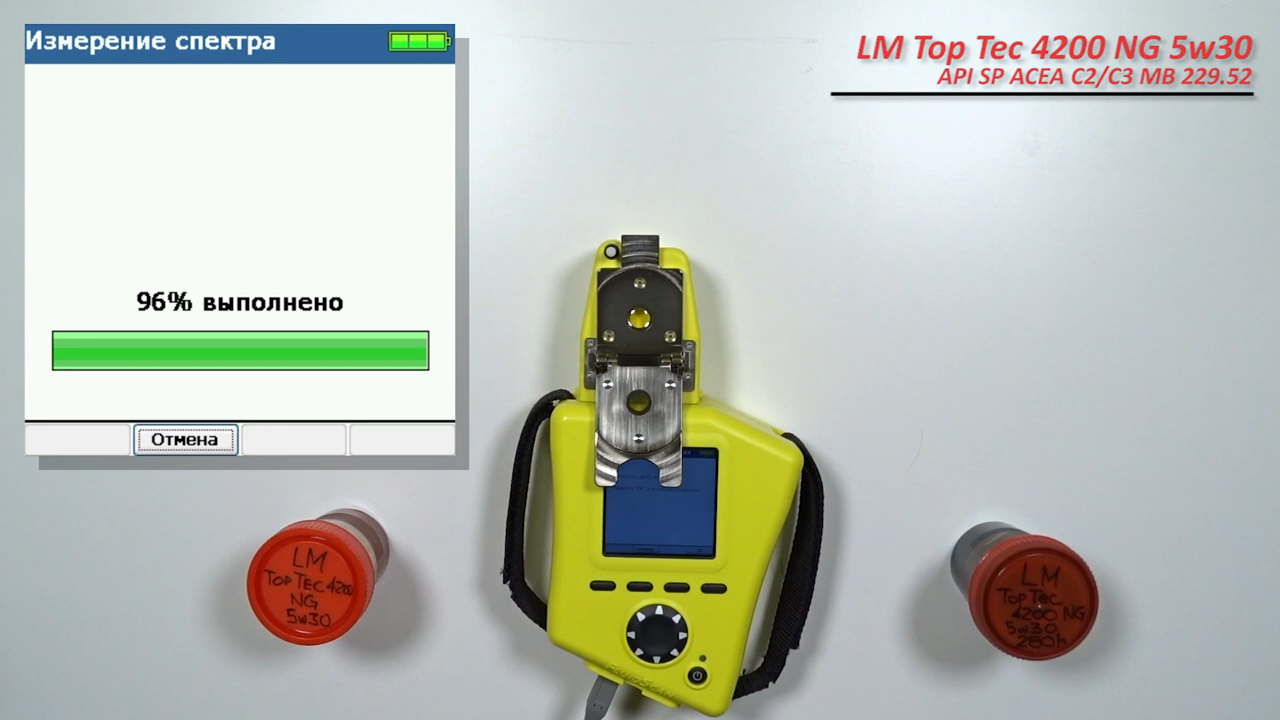 Измерение спектра
96% выполнено
Отмена
LM Top Tec 4200 NG 5w30
API SP ACEA C2/C3 MB 229.52
LM
TOP TEC 4200
NG
5W30
LM
Top Tec
4200 NG
5w30
280h